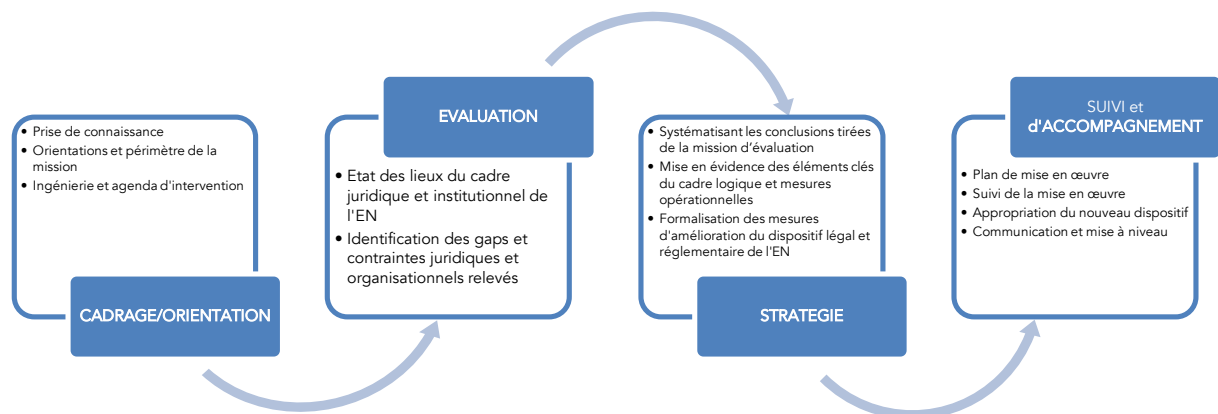 • Prise de connaissance
• Orientations et périmètre de la
mission
• Ingénierie et agenda d'intervention
CADRAGE/ORIENTATION
EVALUATION
• Etat des lieux du cadre
juridique et institutionnel de
l'EN
• Identification des gaps et
contraintes juridiques et
organisationnels relevés
• Systématisant les conclusions tirées
de la mission d’évaluation
• Mise en évidence des éléments clés
du cadre logique et mesures
opérationnelles
• Formalisation des mesures
d'amélioration du dispositif légal et
réglementaire de l'EN
STRATEGIE
SUIVI et
d'ACCOMPAGNEMENT
• Plan de mise en œuvre
• Suivi de la mise en œuvre
• Appropriation du nouveau dispositif
• Communication et mise à niveau